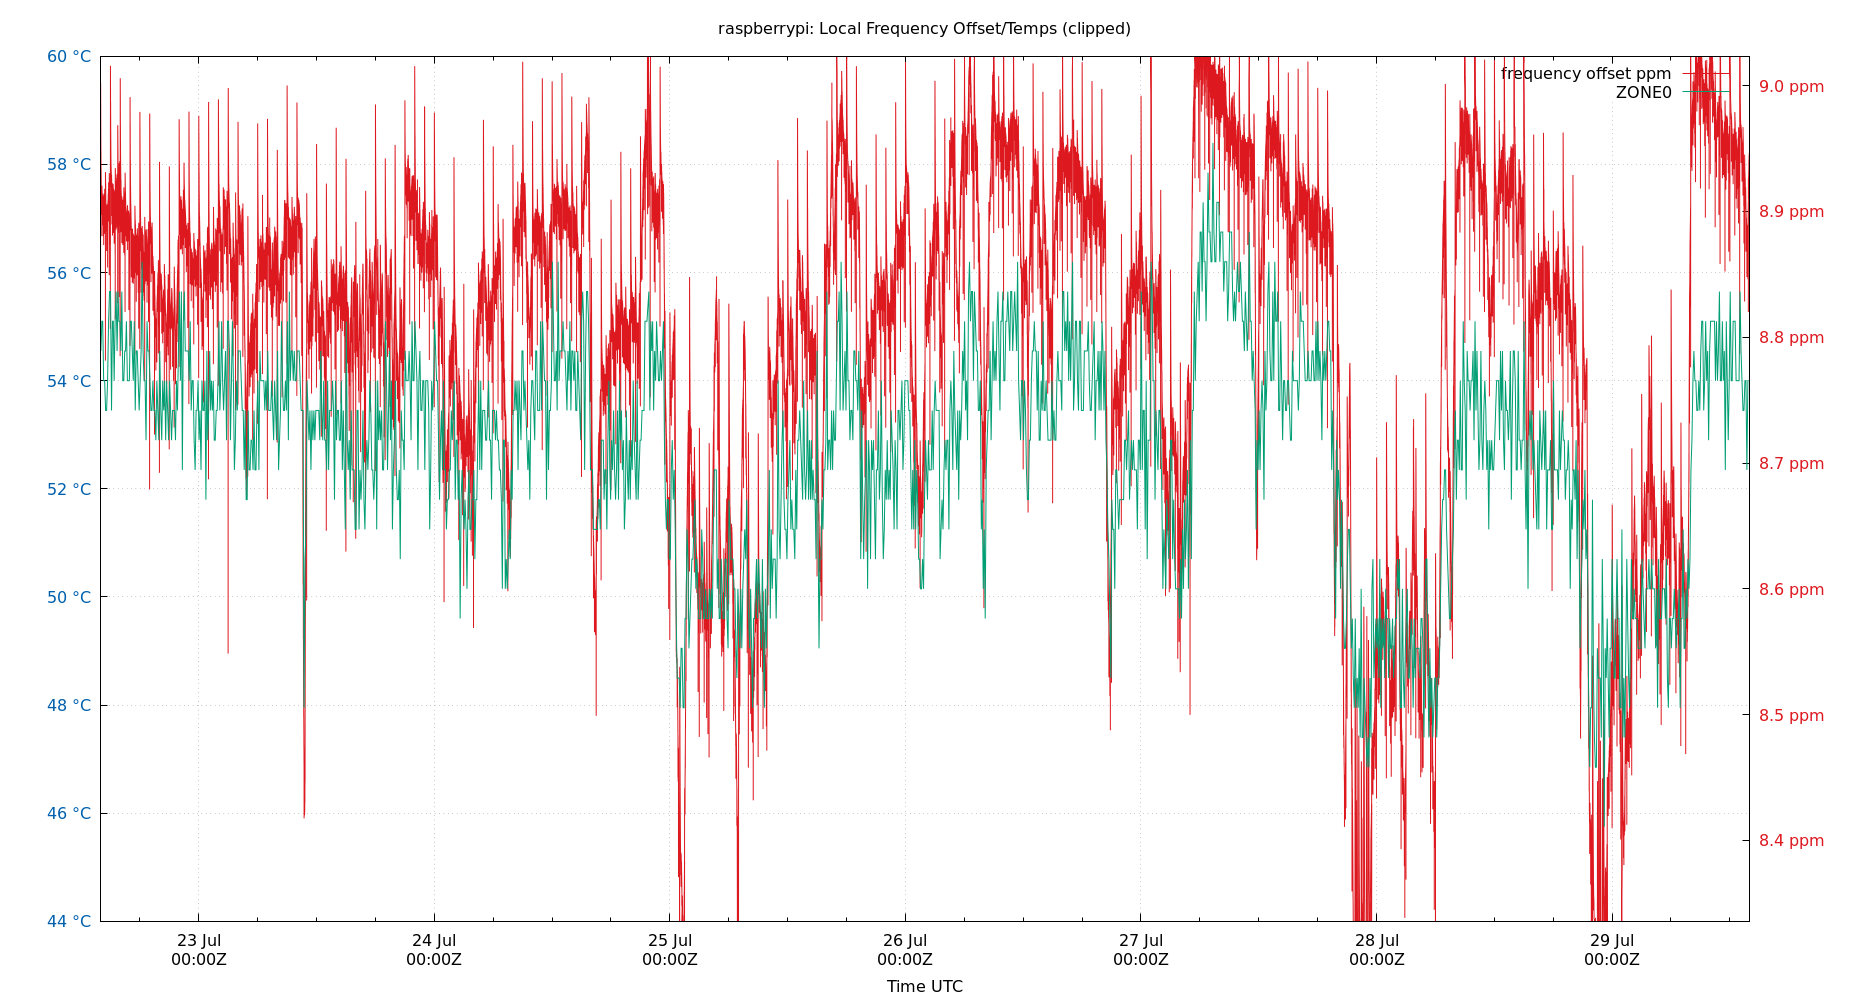 raspberrypi: Local Frequency Offset/Temps (clipped)
60 °C
58 °C
56 °C
54 °C
52 °C
50 °C
48 °C
46 °C
44 °C
frequency offset ppm
ZONE0
9.0 ppm
8.9 ppm
8.8 ppm
8.7 ppm
8.6 ppm
8.5 ppm
8.4 ppm
23 Jul
00:00Z
24 Jul
00:00Z
25 Jul
00:00Z
26 Jul
00:00Z
27 Jul
00:00Z
28 Jul
00:00Z
29 Jul
00:00Z
Time UTC